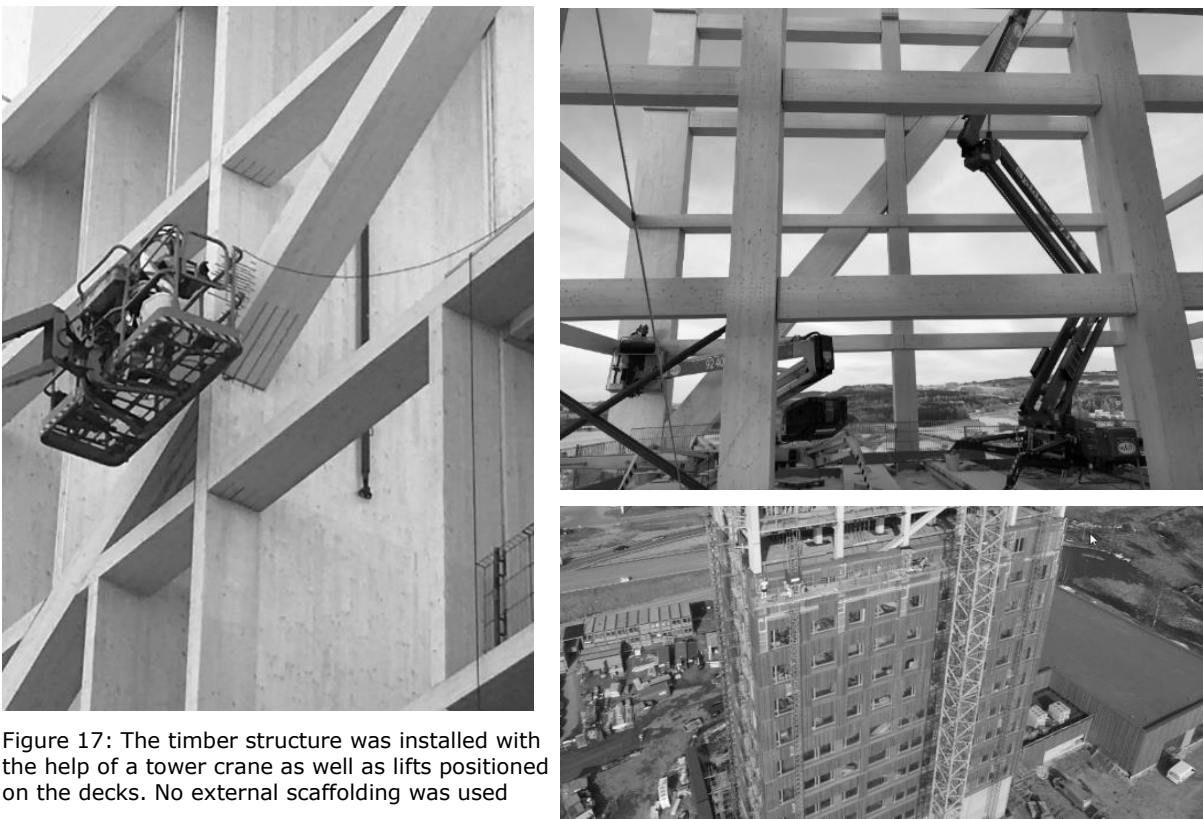 Figure 17: The timber structure was installed with
the help of a tower crane as well as lifts positioned
on the decks. No external scaffolding was used